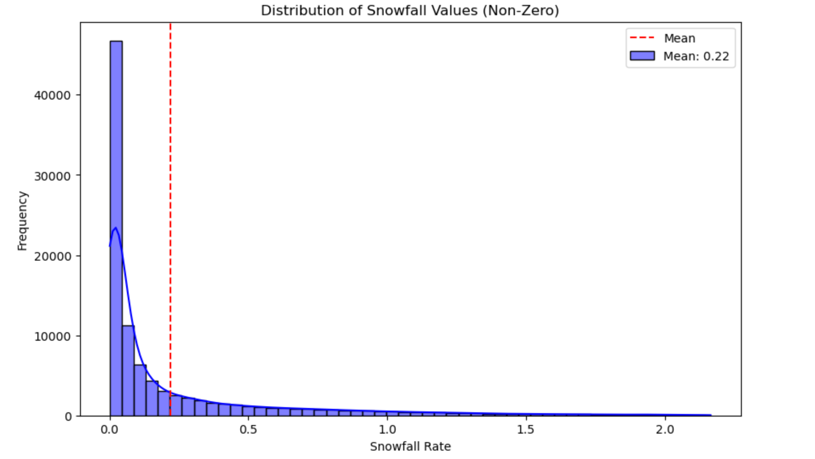 Distribution of Snowfall Values (Non-Zero)
Mean
Mean: 0.22
40000
30000
20000
10000
0
Frequency
0.0 0.5 1.0 1.5 2.0
Snowfall Rate